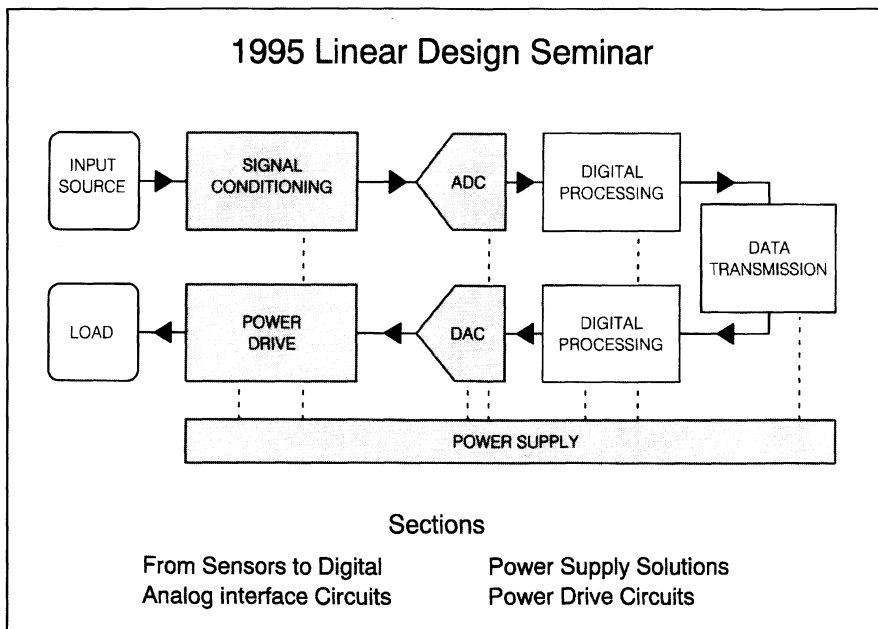 1995 Linear Design Seminar
INPUT
SOURCE
SIGNAL
CONDITIONING
ADC
DIGITAL
PROCESSING
DATA
TRANSMISSION
LOAD
POWER
DRIVE
DAC
DIGITAL
PROCESSING
POWER SUPPLY
Sections
From Sensors to Digital
Analog interface Circuits
Power Supply Solutions
Power Drive Circuits